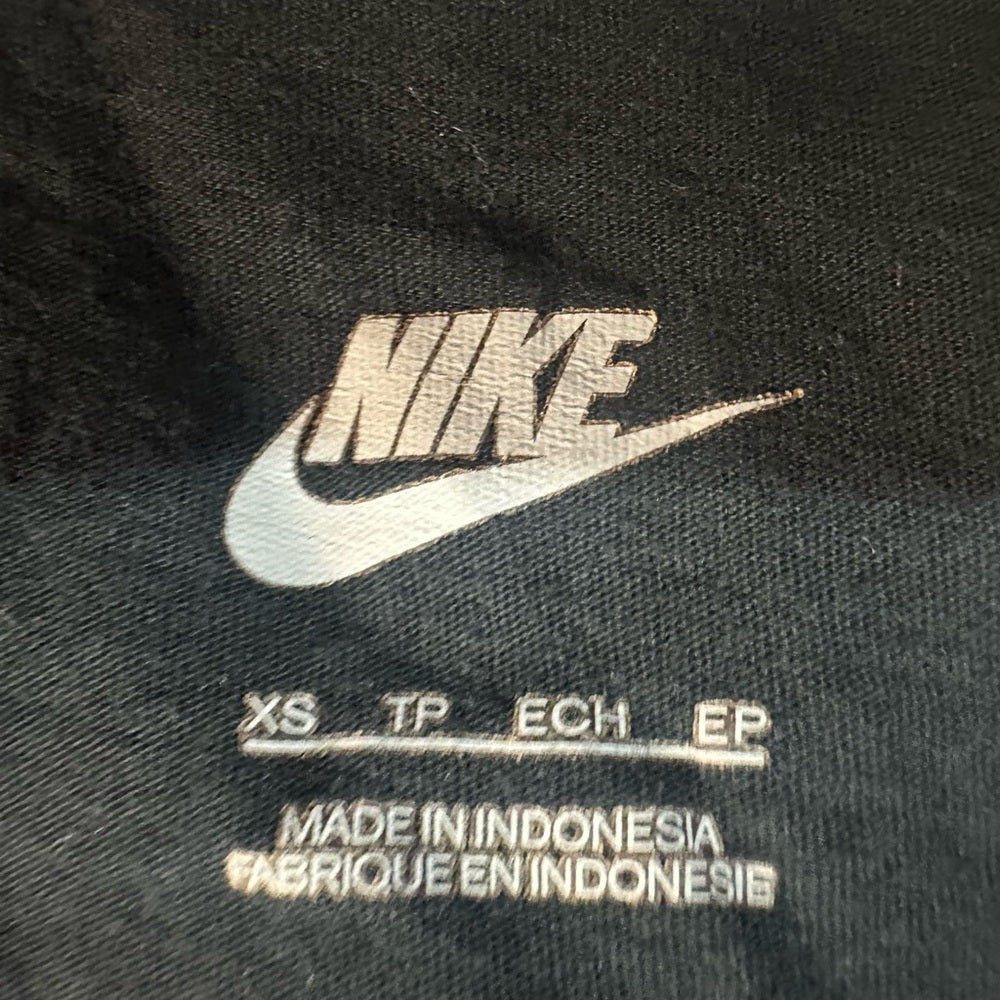 NIKE
XS TP ECH EP
MADE IN INDONESIA
FABRIQUE EN INDONESIE